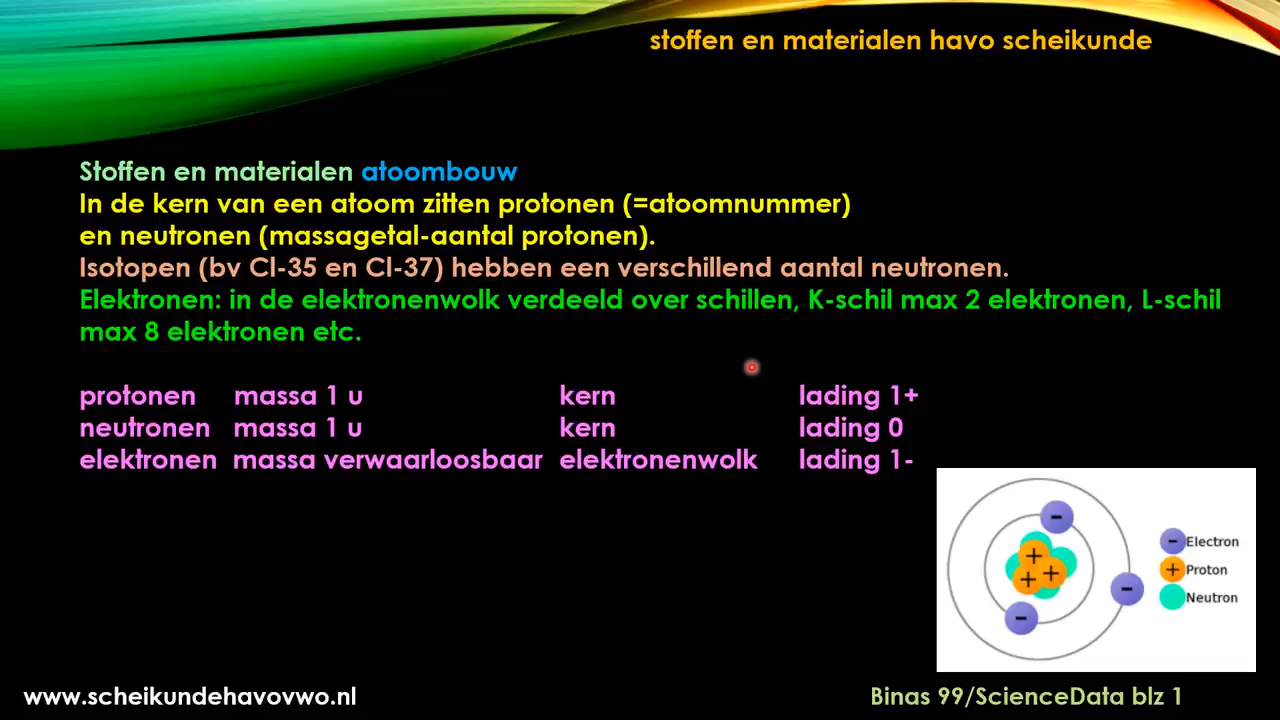 stoffen en materialen havo scheikunde
Stoffen en materialen atoombouw
In de kern van een atoom zitten protonen (=atoomnummer)
en neutronen (massagetal-aantal protonen).
Isotopen (bv Cl-35 en Cl-37) hebben een verschillend aantal neutronen.
Elektronen: in de elektronenwolk verdeeld over schillen, K-schil max 2 elektronen, L-schil
max 8 elektronen etc.
protonen massa 1 u kern lading 1+
neutronen massa 1 u kern lading 0
elektronen massa verwaarloosbaar elektronenwolk lading 1-
- Electron
+ Proton
Neutron
www.scheikundehavovwo.nl
Binas 99/ScienceData blz 1